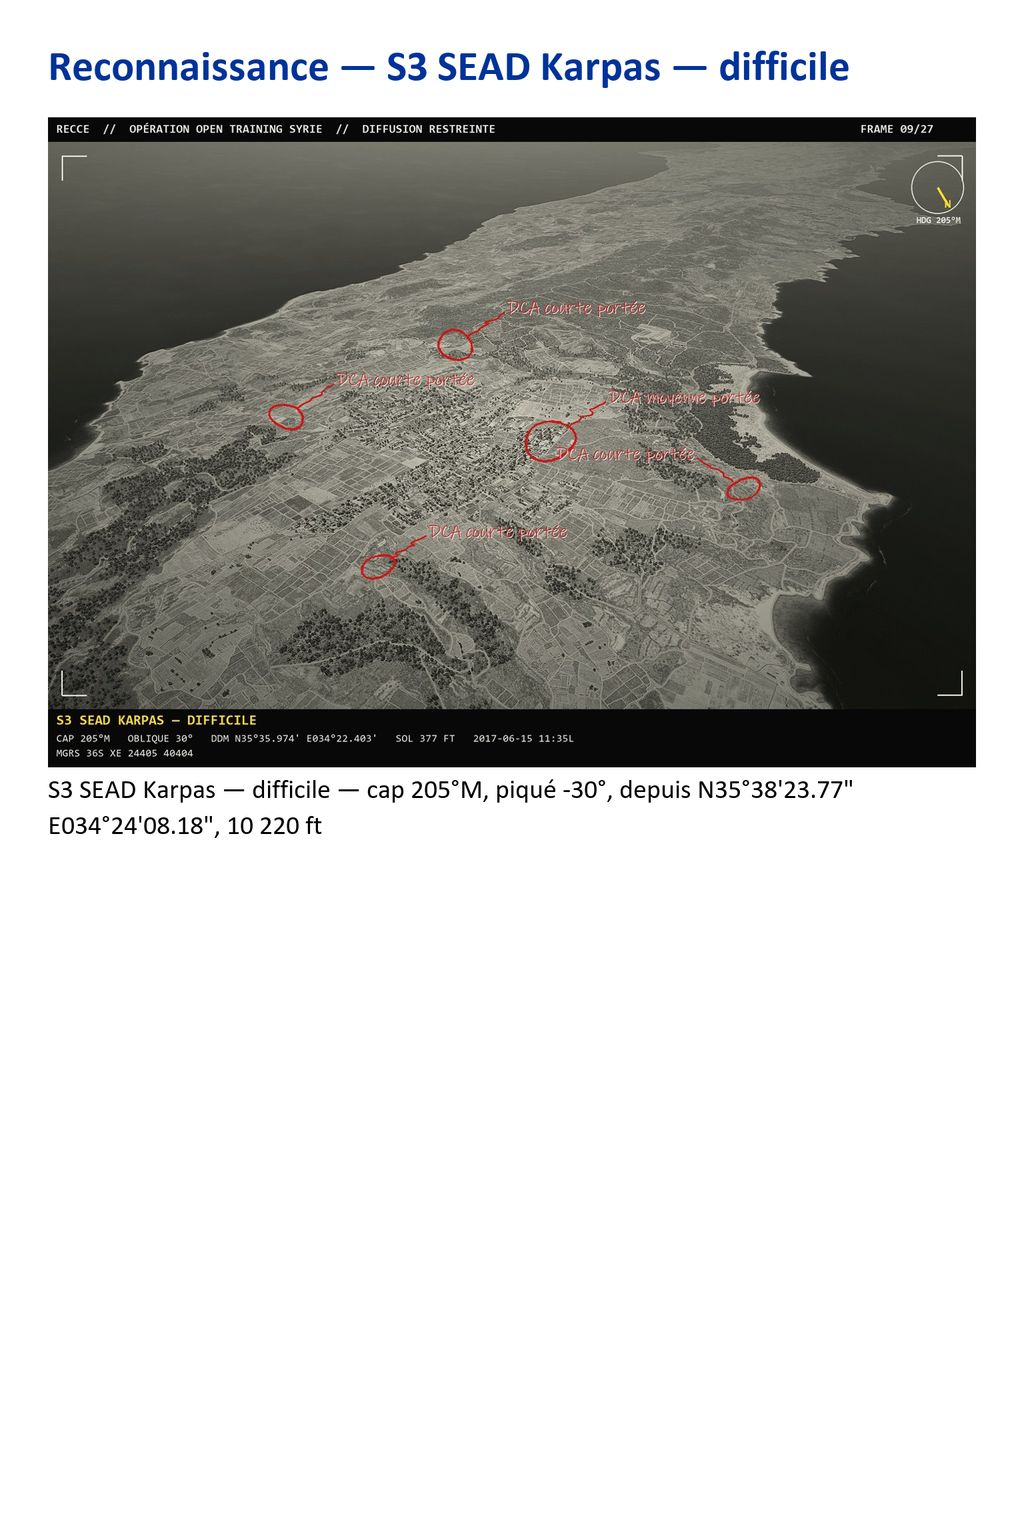 Reconnaissance — S3 SEAD Karpas — difficile
RECCE // OPÉRATION OPEN TRAINING SYRIE // DIFFUSION RESTREINTE FRAME 09/27
N
HDG 205°M
DCA courte portée
DCA courte portée
DCA moyenne portée
DCA courte portée
DCA courte portée
S3 SEAD KARPAS — DIFFICILE
CAP 205°M OBLIQUE 30° DDM N35°35.974' E034°22.403' SOL 377 FT 2017-06-15 11:35L
MGRS 36S XE 24405 40404
S3 SEAD Karpas — difficile — cap 205°M, piqué -30°, depuis N35°38'23.77"
E034°24'08.18", 10 220 ft